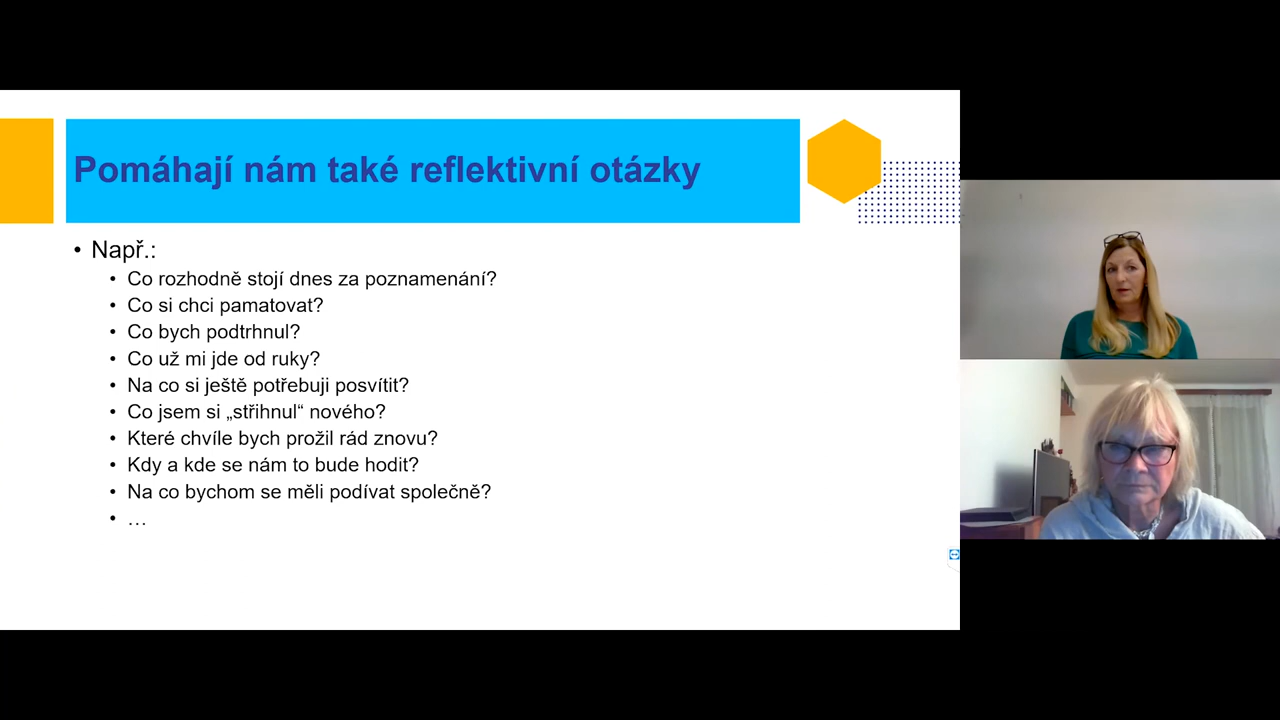 Pomáhají nám také reflektivní otázky
• Např.:
• Co rozhodně stojí dnes za poznamenání?
• Co si chci pamatovat?
• Co bych podtrhnul?
• Co už mi jde od ruky?
• Na co si ještě potřebuji posvítit?
• Co jsem si „střihnul“ nového?
• Které chvíle bych prožil rád znovu?
• Kdy a kde se nám to bude hodit?
• Na co bychom se měli podívat společně?
• …